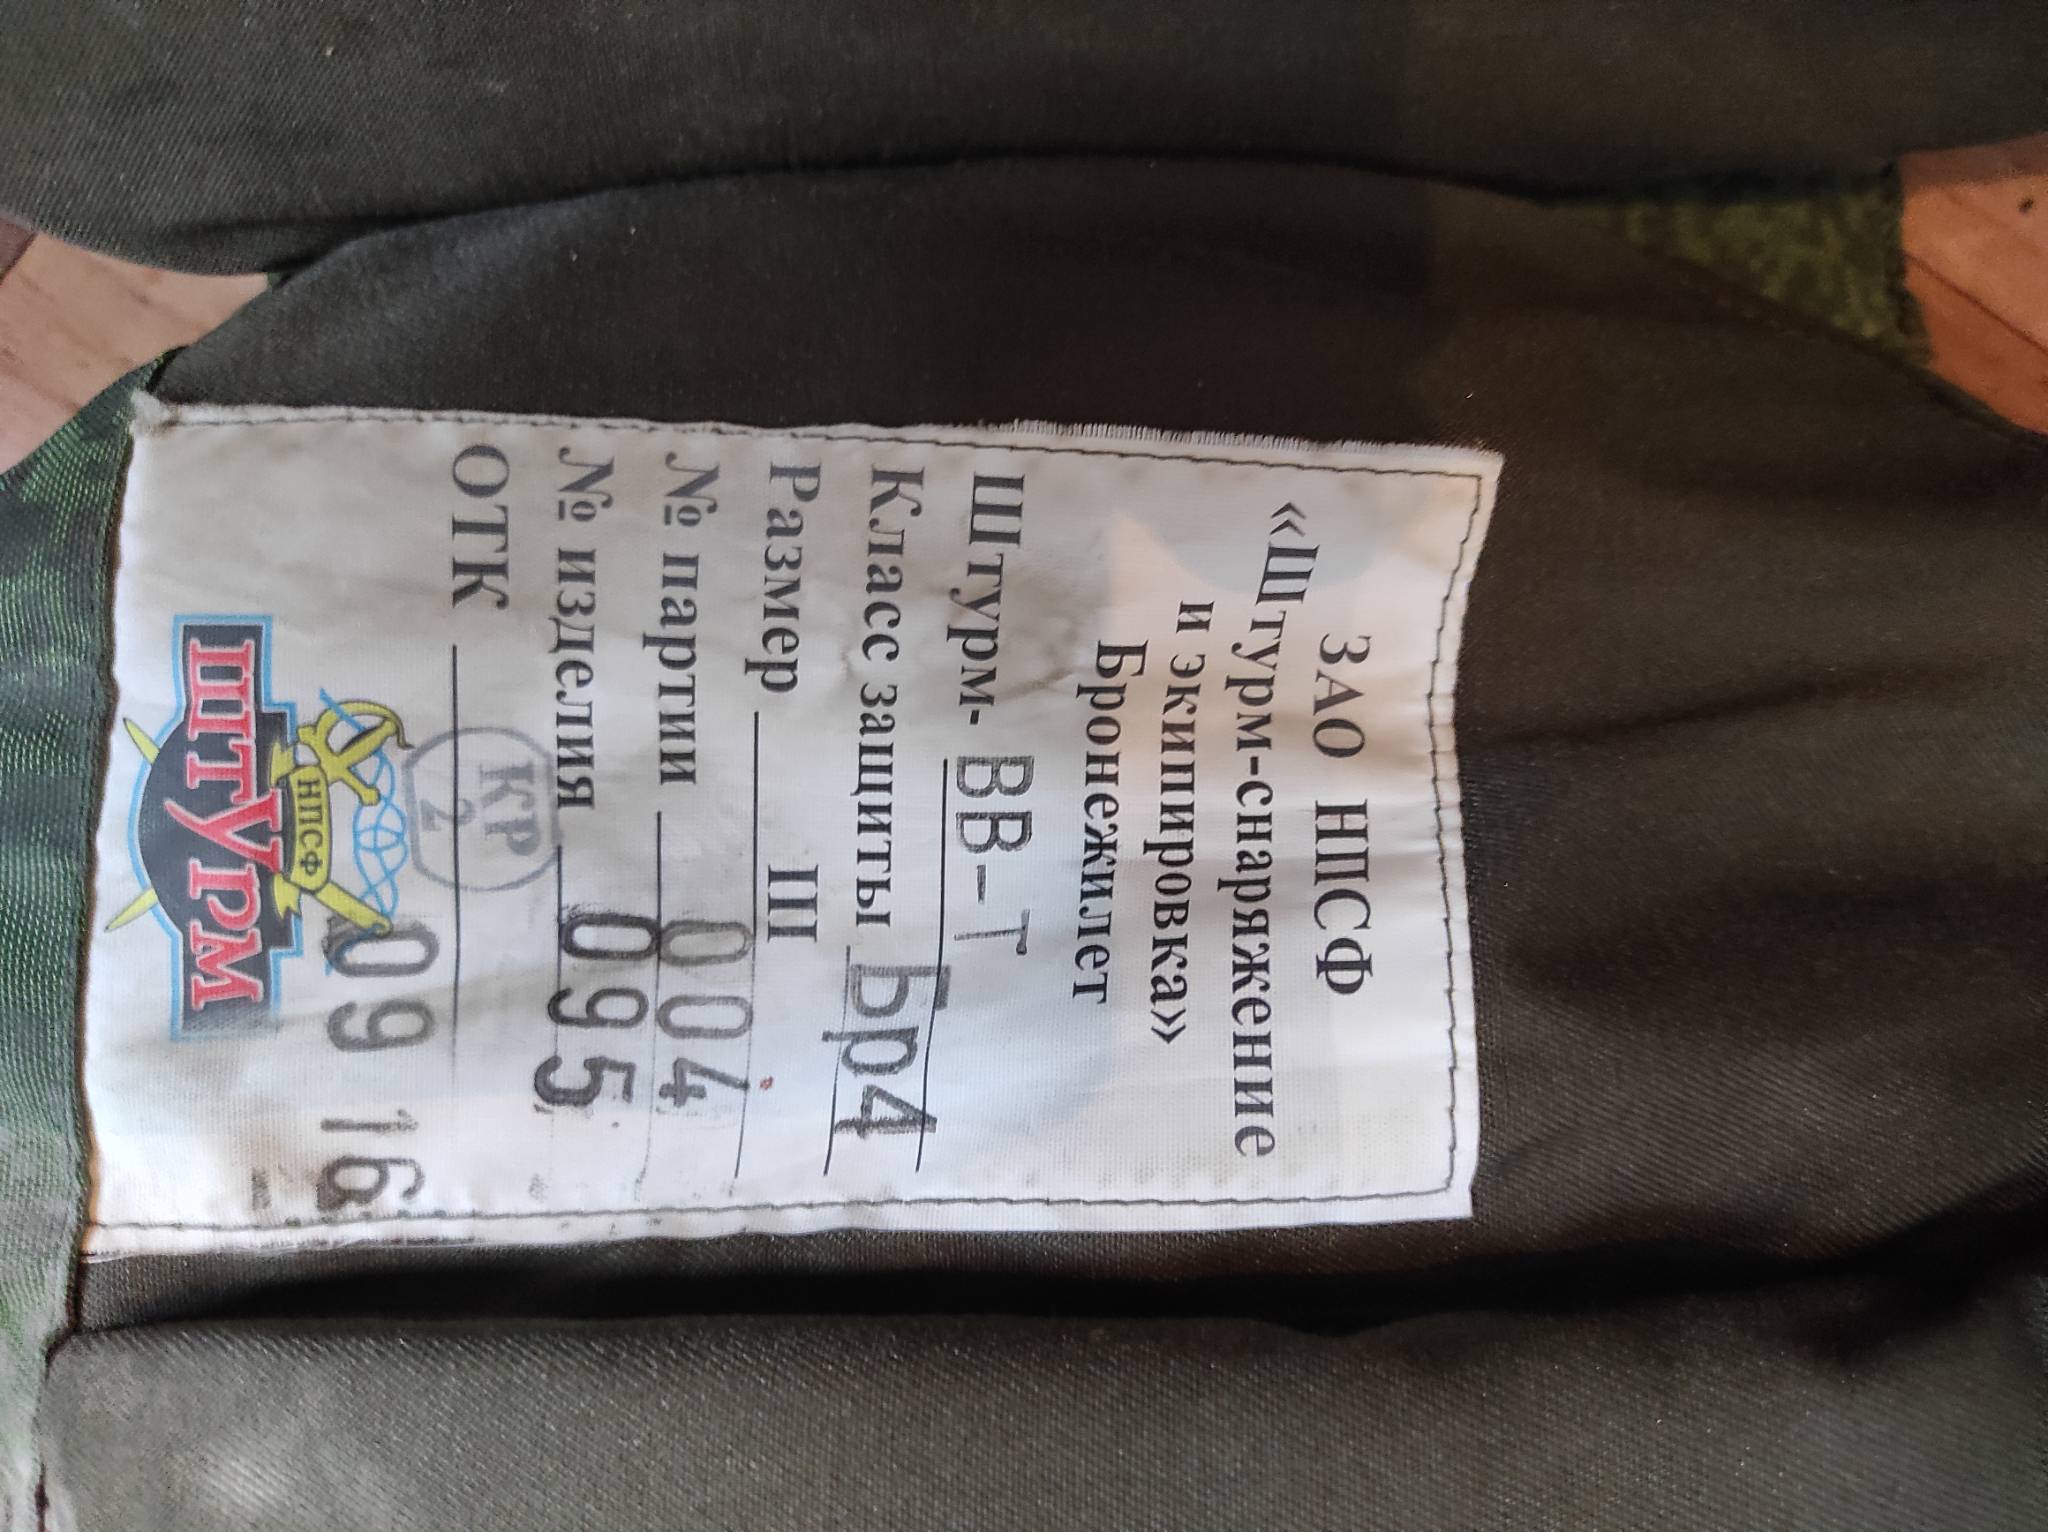 ЗАО НПСФ
«Штурм-снаряжение
и экипировка»
Бронежилет
Штурм- ВВ-Т
Класс защиты Бр4
Размер III
№ партии 004
№ изделия 095
ОТК КР
2
09 16
НПСФ
ШТУРМ